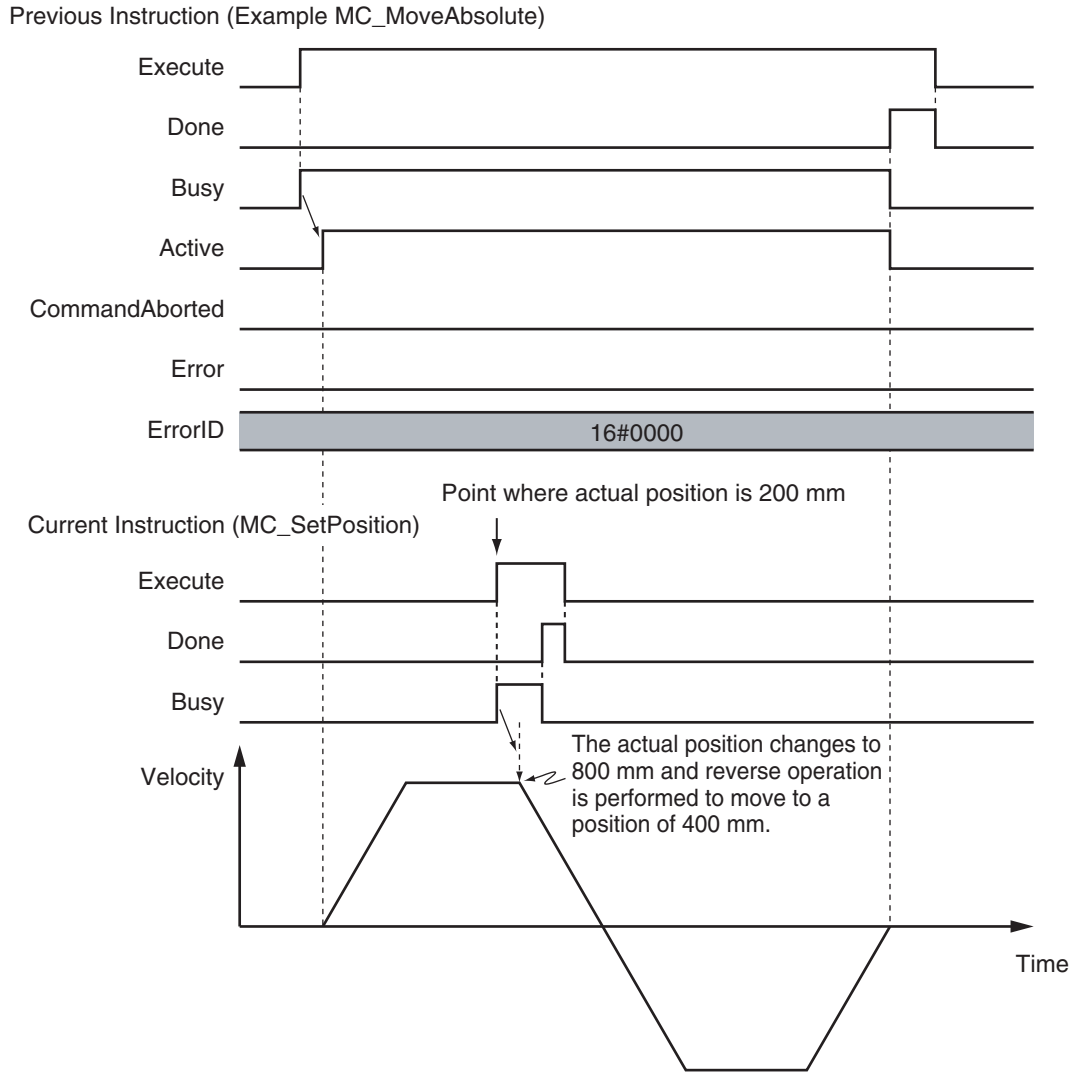 Previous Instruction (Example MC_MoveAbsolute)
Execute
Done
Busy
Active
CommandAborted
Error
ErrorID
16#0000
Point where actual position is 200 mm
Current Instruction (MC_SetPosition)
Execute
Done
Busy
The actual position changes to
800 mm and reverse operation
is performed to move to a
position of 400 mm.
Velocity
Time